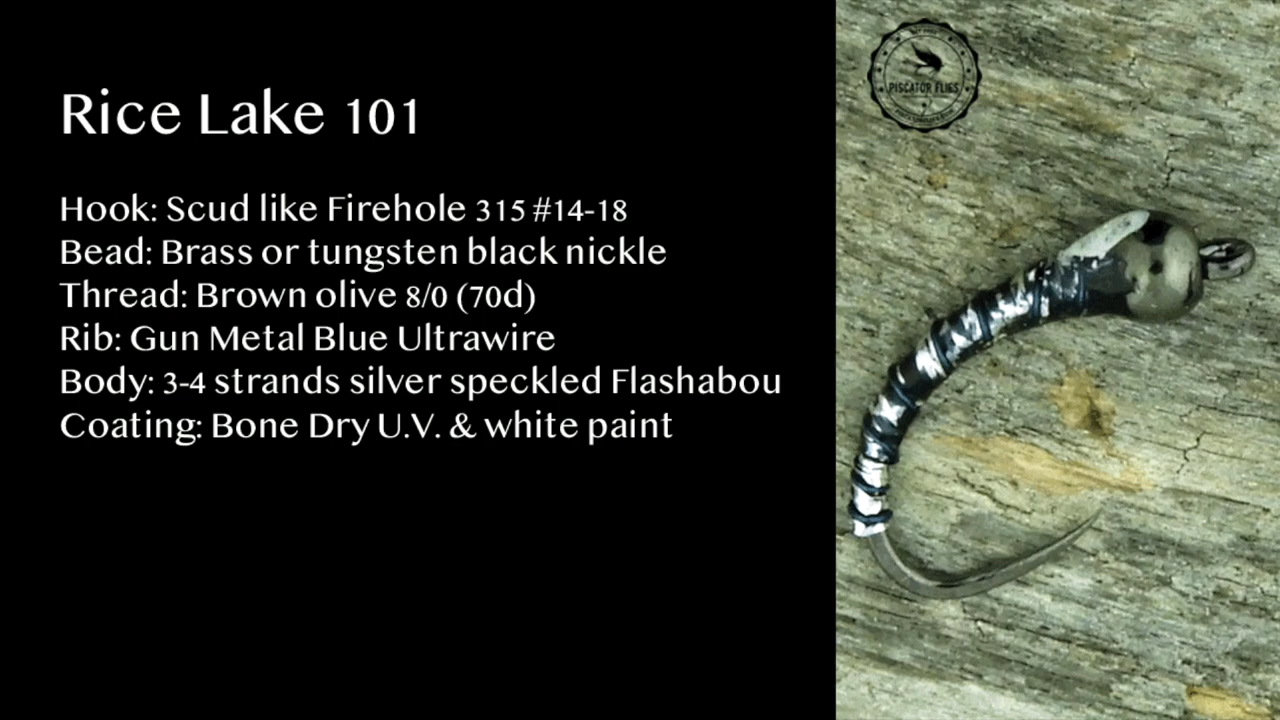 Rice Lake 101
Hook: Scud like Firehole 315 #14-18
Bead: Brass or tungsten black nickle
Thread: Brown olive 8/0 (70d)
Rib: Gun Metal Blue Ultrawire
Body: 3-4 strands silver speckled Flashabou
Coating: Bone Dry U.V. & white paint
PISCATOR FLIES